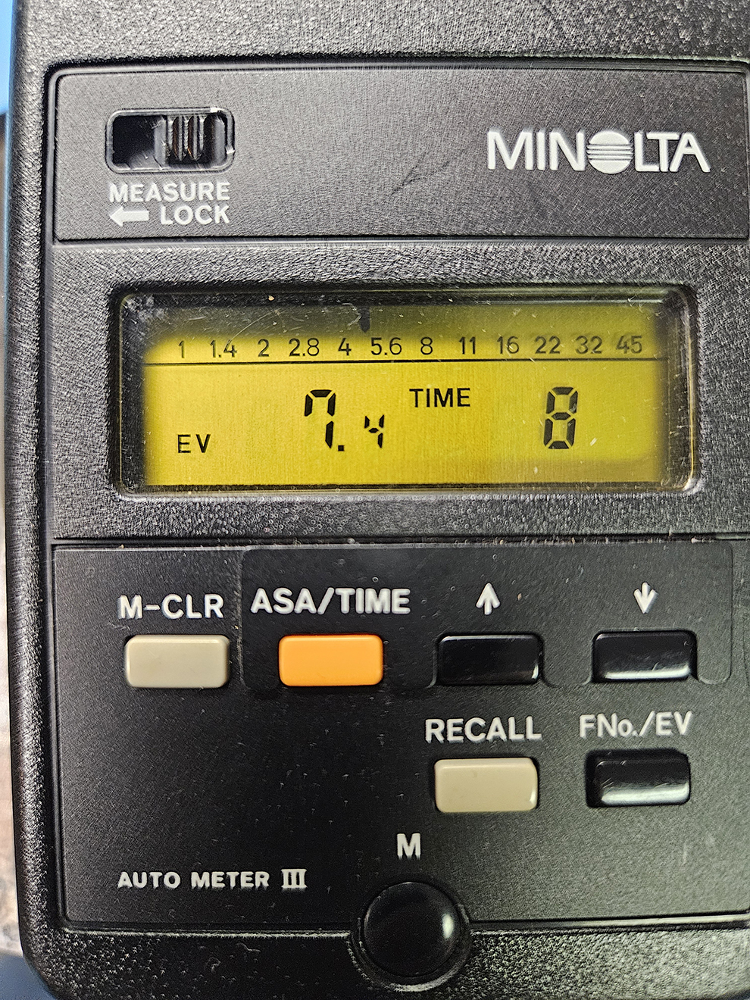 MINOLTA
MEASURE
← LOCK
1 1.4 2 2.8 4 5.6 8 11 16 22 32 45
EV 7.4 TIME 8
M-CLR ASA/TIME ↑ ↓
RECALL FNo./EV
M
AUTO METER III